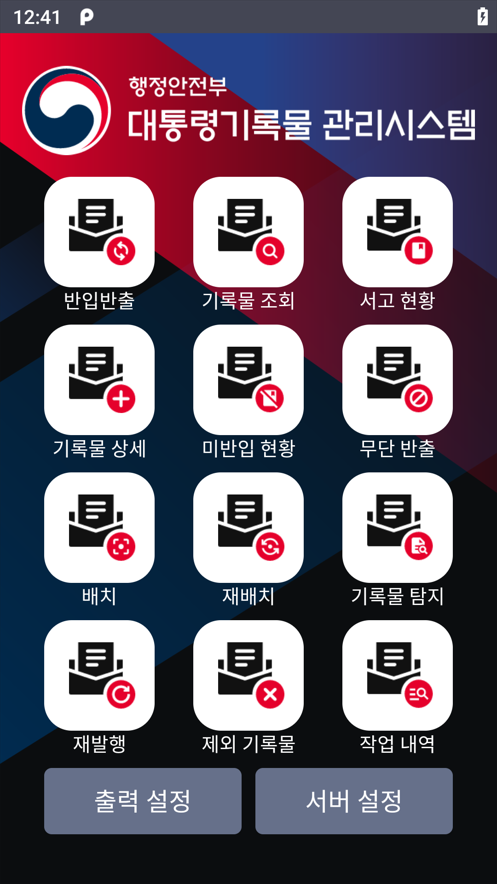 12:41
행정안전부
대통령기록물 관리시스템
반입반출 기록물 조회 서고 현황
기록물 상세 미반입 현황 무단 반출
배치 재배치 기록물 탐지
재발행 제외 기록물 작업 내역
출력 설정 서버 설정